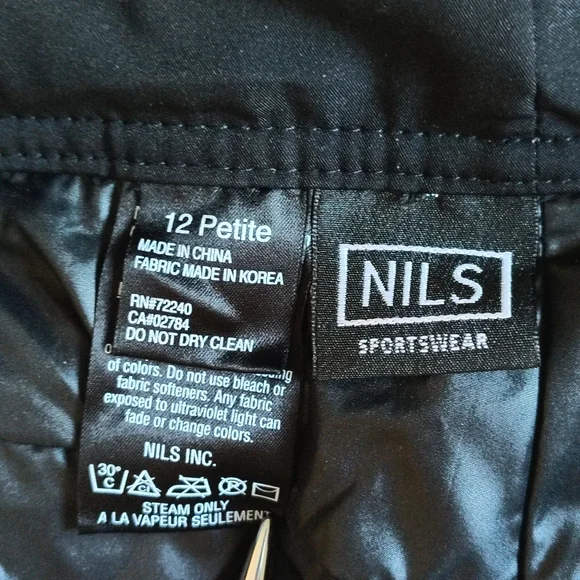 12 Petite
MADE IN CHINA
FABRIC MADE IN KOREA
RN#72240
CA#02784
DO NOT DRY CLEAN
of colors. Do not use bleach or
fabric softeners. Any fabric
exposed to ultraviolet light can
fade or change colors.
NILS INC.
30°
C
STEAM ONLY
A LA VAPEUR SEULEMENT
NILS
SPORTSWEAR